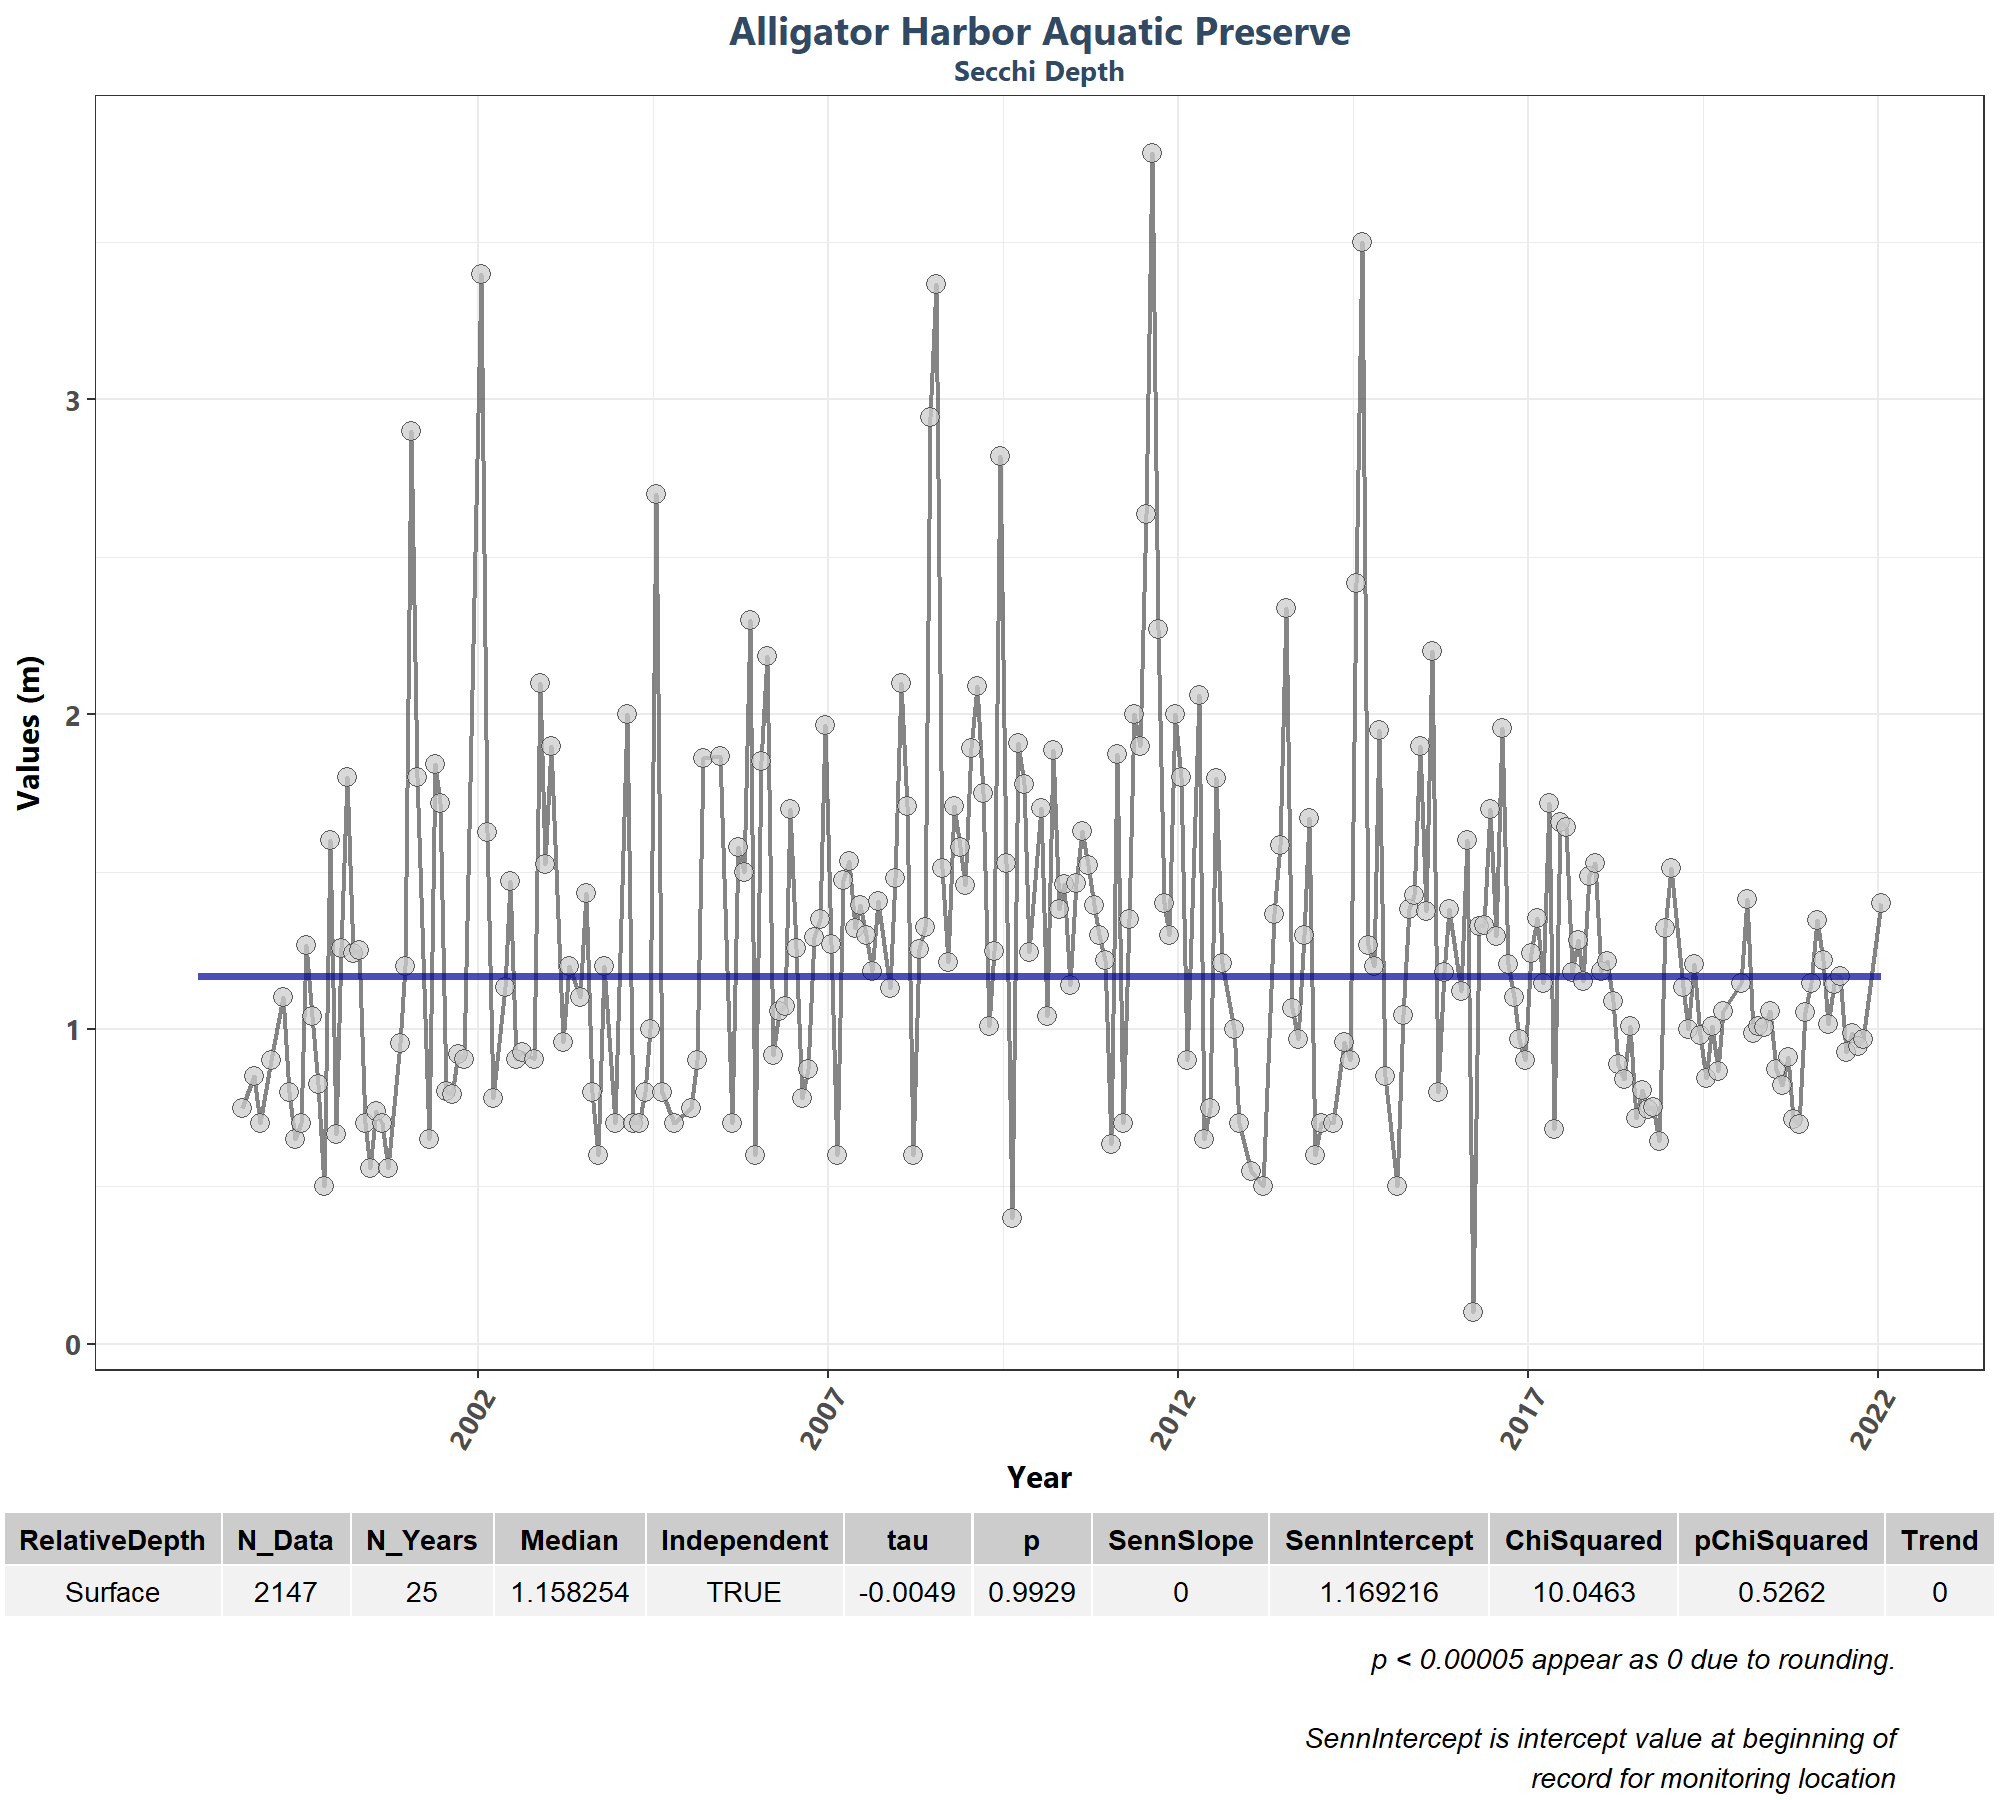 Alligator Harbor Aquatic Preserve
Secchi Depth
Values (m)
3
2
1
0
2002 2007 2012 2017 2022
Year
RelativeDepth N_Data N_Years Median Independent tau p SennSlope SennIntercept ChiSquared pChiSquared Trend
Surface 2147 25 1.158254 TRUE -0.0049 0.9929 0 1.169216 10.0463 0.5262 0
p < 0.00005 appear as 0 due to rounding.
SennIntercept is intercept value at beginning of
record for monitoring location